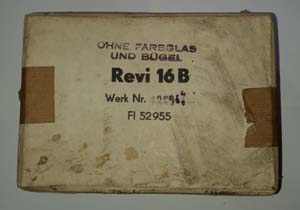 OHNE FARBGLAS
UND BÜGEL
Revi 16 B
Werk Nr.
Fl 52955